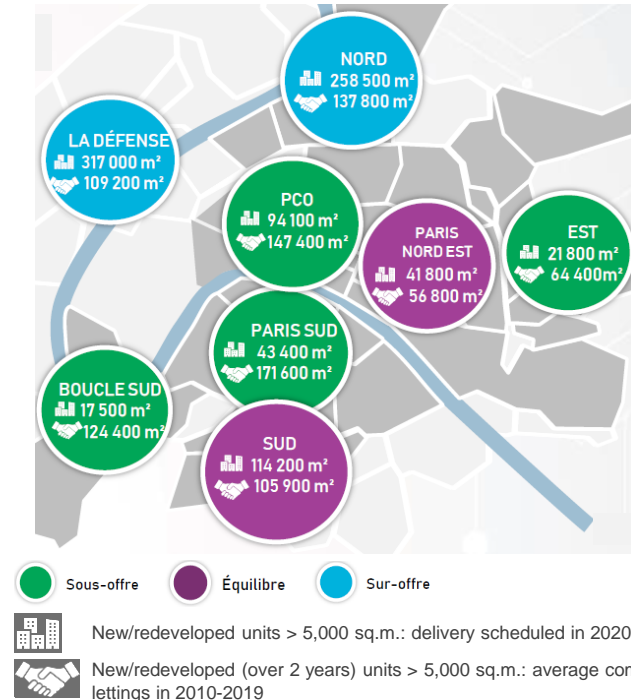 NORD
258 500 m²
137 800 m²
LA DÉFENSE
317 000 m²
109 200 m²
PCO
94 100 m²
147 400 m²
PARIS
NORD EST
41 800 m²
56 800 m²
EST
21 800 m²
64 400 m²
PARIS SUD
43 400 m²
171 600 m²
BOUCLE SUD
17 500 m²
124 400 m²
SUD
114 200 m²
105 900 m²
Sous-offre
Équilibre
Sur-offre
New/redeveloped units > 5,000 sq.m.: delivery scheduled in 2020
New/redeveloped (over 2 years) units > 5,000 sq.m.: average
lettings in 2010-2019